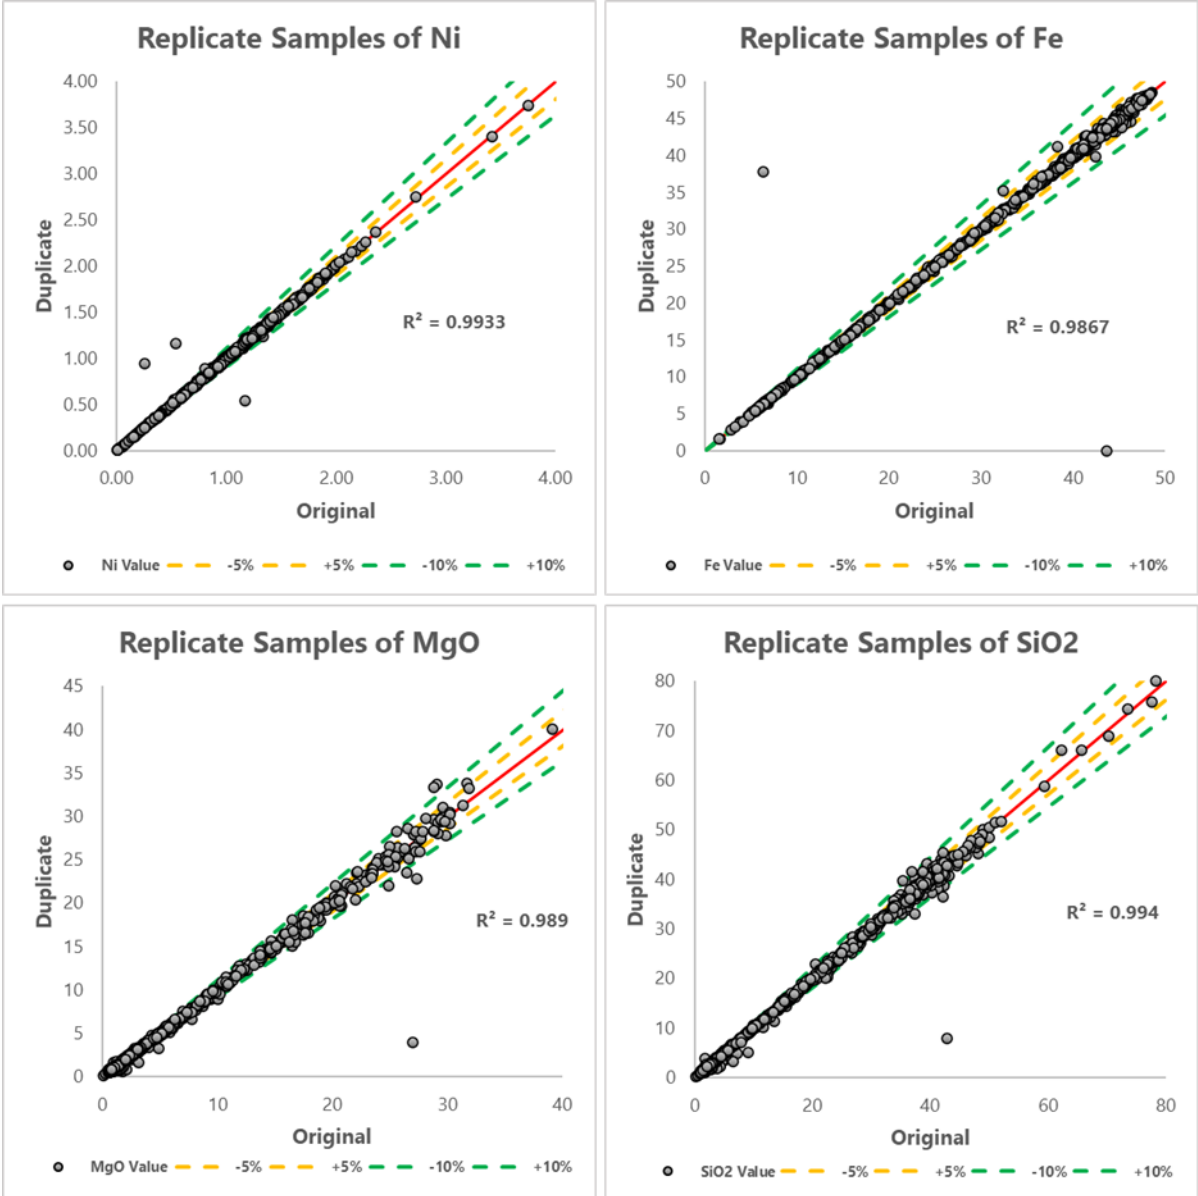 Replicate Samples of Ni
4.00
3.50
3.00
2.50
2.00
1.50
1.00
0.50
0.00
Duplicate
R² = 0.9933
0.00 1.00 2.00 3.00 4.00
Original
Ni Value -5% +5% -10% +10%
Replicate Samples of Fe
50
45
40
35
30
25
20
15
10
5
0
Duplicate
R² = 0.9867
0 10 20 30 40 50
Original
Fe Value -5% +5% -10% +10%
Replicate Samples of MgO
45
40
35
30
25
20
15
10
5
0
Duplicate
R² = 0.989
0 10 20 30 40
Original
MgO Value -5% +5% -10% +10%
Replicate Samples of SiO2
80
70
60
50
40
30
20
10
0
Duplicate
R² = 0.994
0 20 40 60 80
Original
SiO2 Value -5% +5% -10% +10%